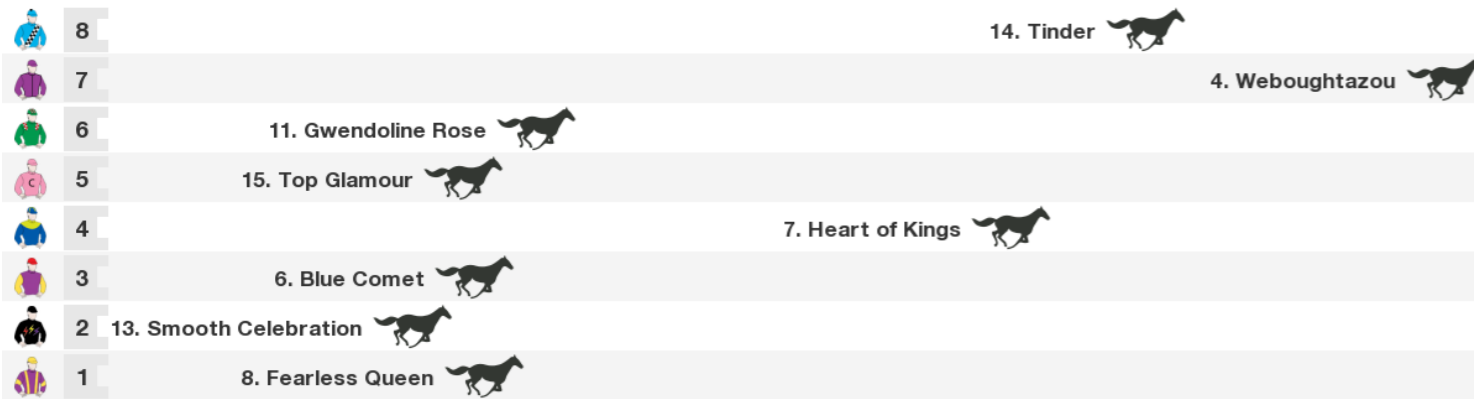 8 14. Tinder
7 4. Weboughtazou
6 11. Gwendoline Rose
5 15. Top Glamour
C
4 7. Heart of Kings
3 6. Blue Comet
2 13. Smooth Celebration
1 8. Fearless Queen